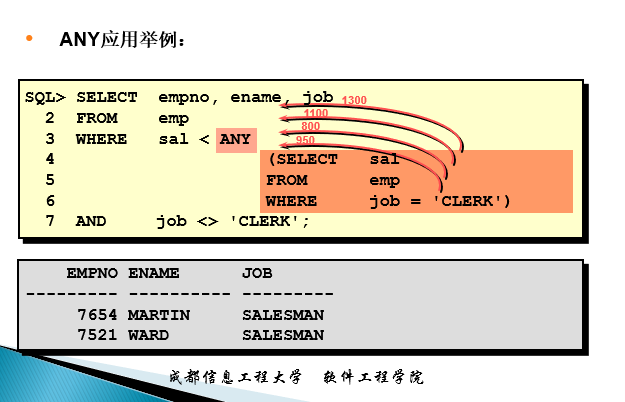 • ANY应用举例：
SQL> SELECT empno, ename, job
2 FROM emp
3 WHERE sal < ANY
4 (SELECT sal
5 FROM emp
6 WHERE job = 'CLERK')
7 AND job <> 'CLERK';
1300
1100
800
950
EMPNO ENAME JOB
--------- ---------- ---------
7654 MARTIN SALESMAN
7521 WARD SALESMAN
成都信息工程大学 软件工程学院